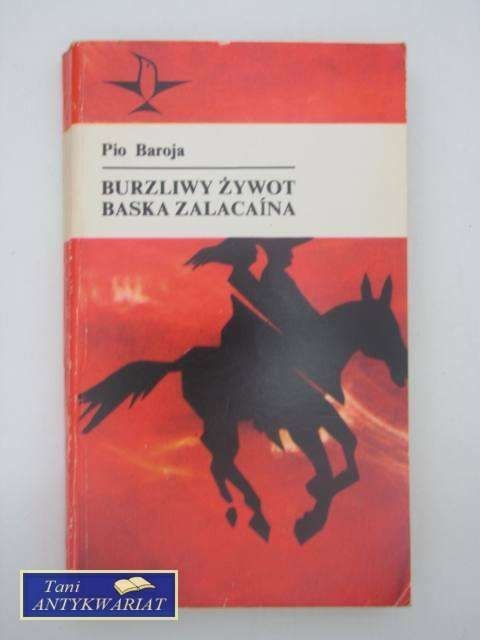 Pio Baroja
BURZLIWY ŻYWOT
BASKA ZALACAÍNA
Tani
ANTYKWARIAT